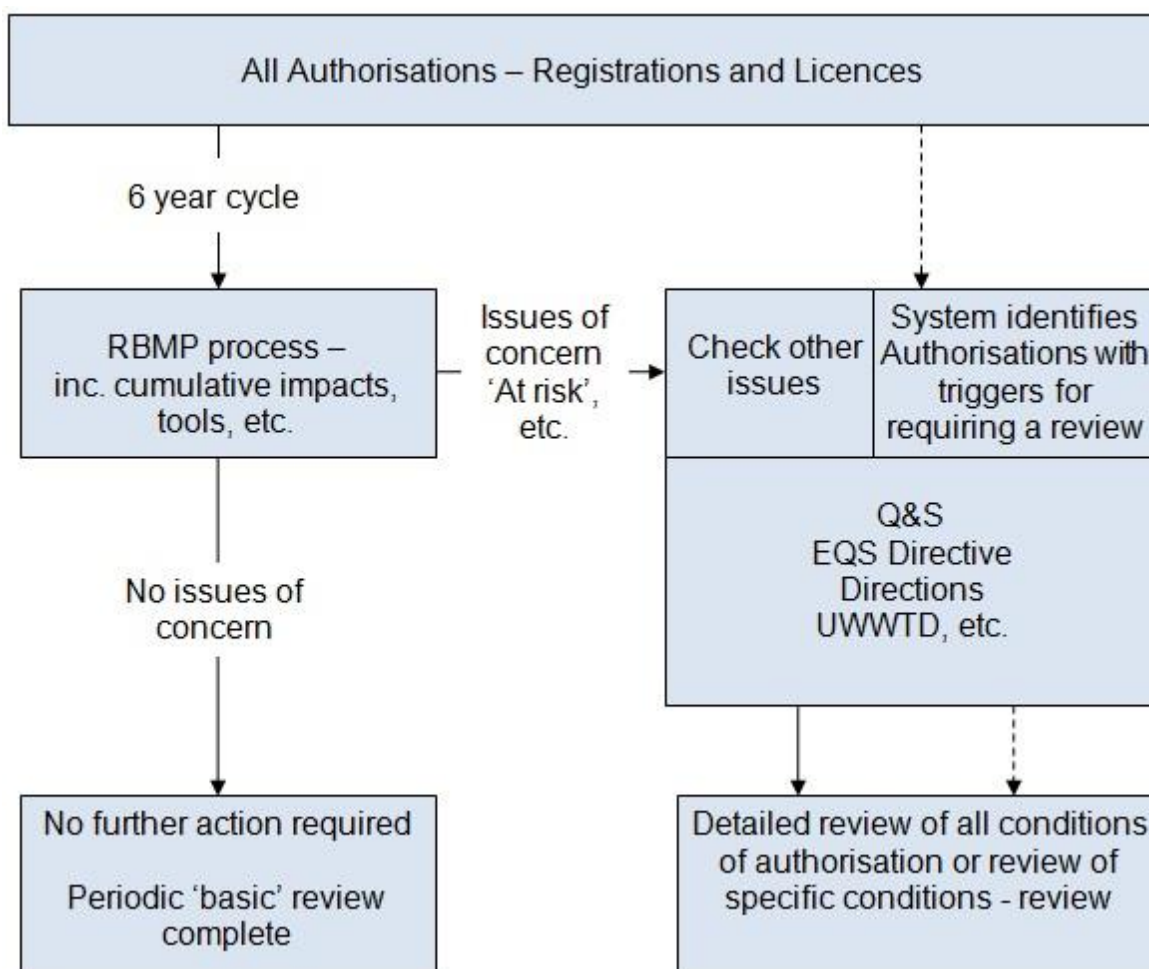 All Authorisations – Registrations and Licences
6 year cycle
RBMP process –
inc. cumulative impacts,
tools, etc.
Issues of
concern
‘At risk’,
etc.
Check other
issues
System identifies
Authorisations with
triggers for
requiring a review
Q&S
EQS Directive
Directions
UWWTD, etc.
No issues of
concern
No further action required
Periodic ‘basic’ review
complete
Detailed review of all conditions
of authorisation or review of
specific conditions - review